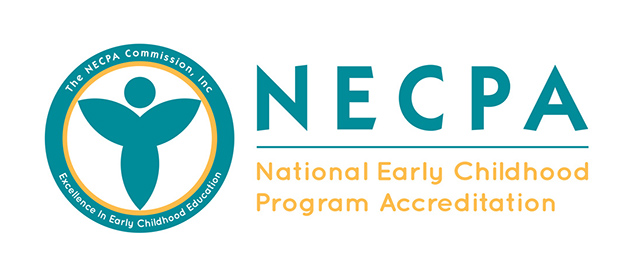 The NECPA Commission, Inc
Excellence In Early Childhood Education
NECPA
National Early Childhood
Program Accreditation